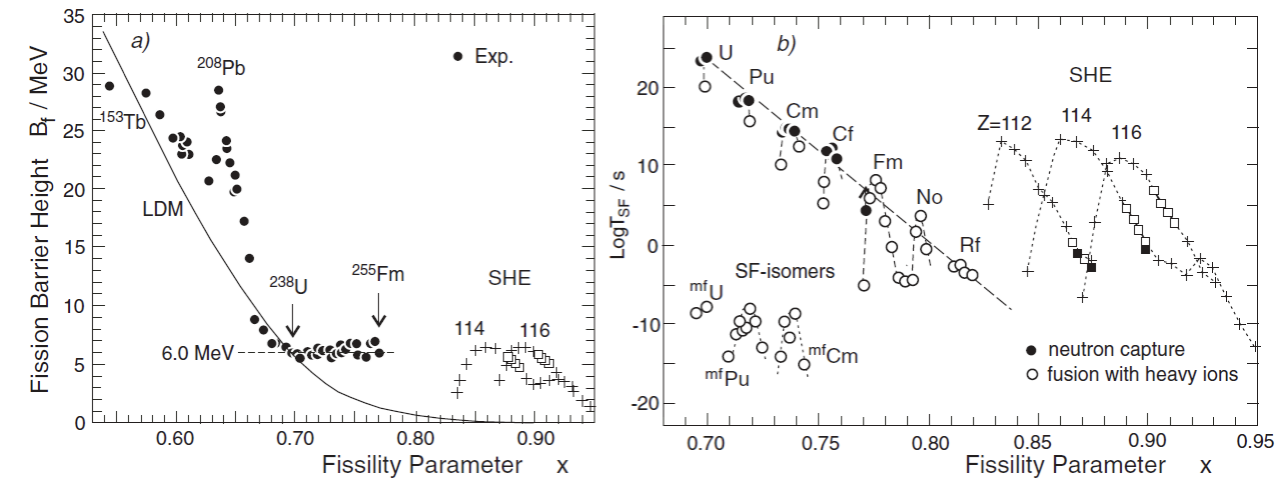 35
30
25
20
15
10
5
0
Fission Barrier Height B_f / MeV
a)
208Pb
Exp.
153Tb
LDM
238U
255Fm
SHE
114 116
6.0 MeV
0.60 0.70 0.80 0.90
Fissility Parameter x
b)
20
10
0
-10
-20
LogT_SF / s
U
Pu
Cm
Cf
Fm
No
Rf
SHE
Z=112 114 116
SF-isomers
mfU
mfPu
mfCm
neutron capture
fusion with heavy ions
0.70 0.75 0.80 0.85 0.90 0.95
Fissility Parameter x